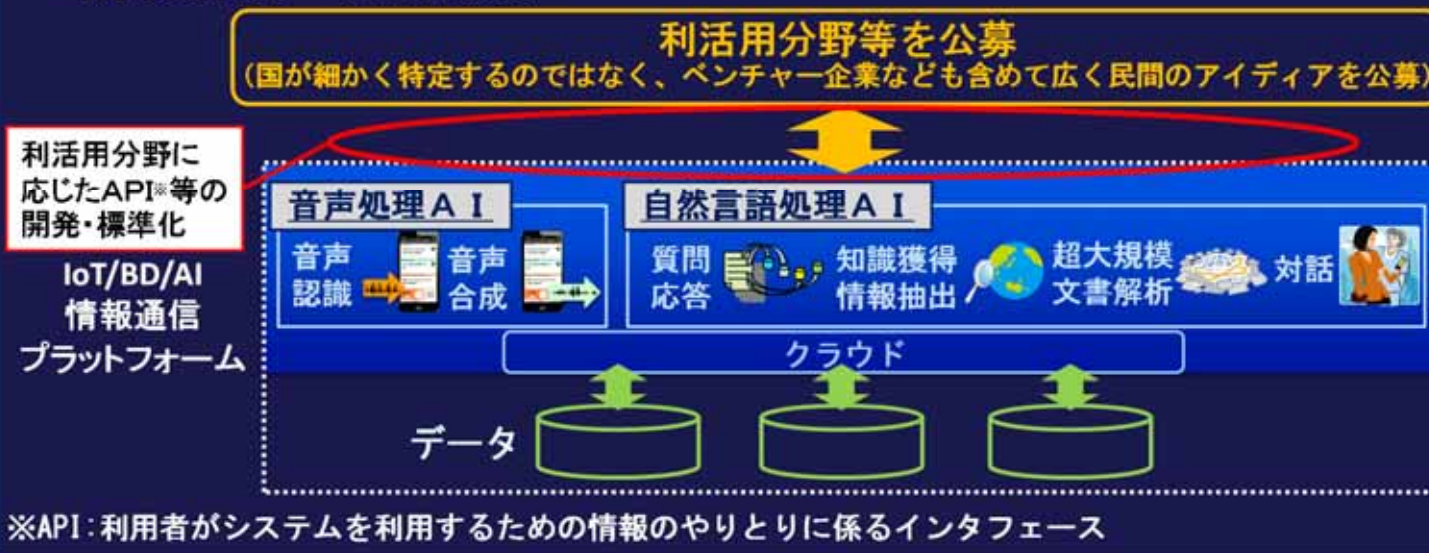 利活用分野等を公募
(国が細かく特定するのではなく、ベンチャー企業なども含めて広く民間のアイディアを公募)
利活用分野に
応じたAPI※等の
開発・標準化
IoT/BD/AI
情報通信
プラットフォーム
音声処理AI
音声
認識
音声
合成
自然言語処理AI
質問
応答
知識獲得
情報抽出
超大規模
文書解析
対話
クラウド
データ
※API:利用者がシステムを利用するための情報のやりとりに係るインタフェース